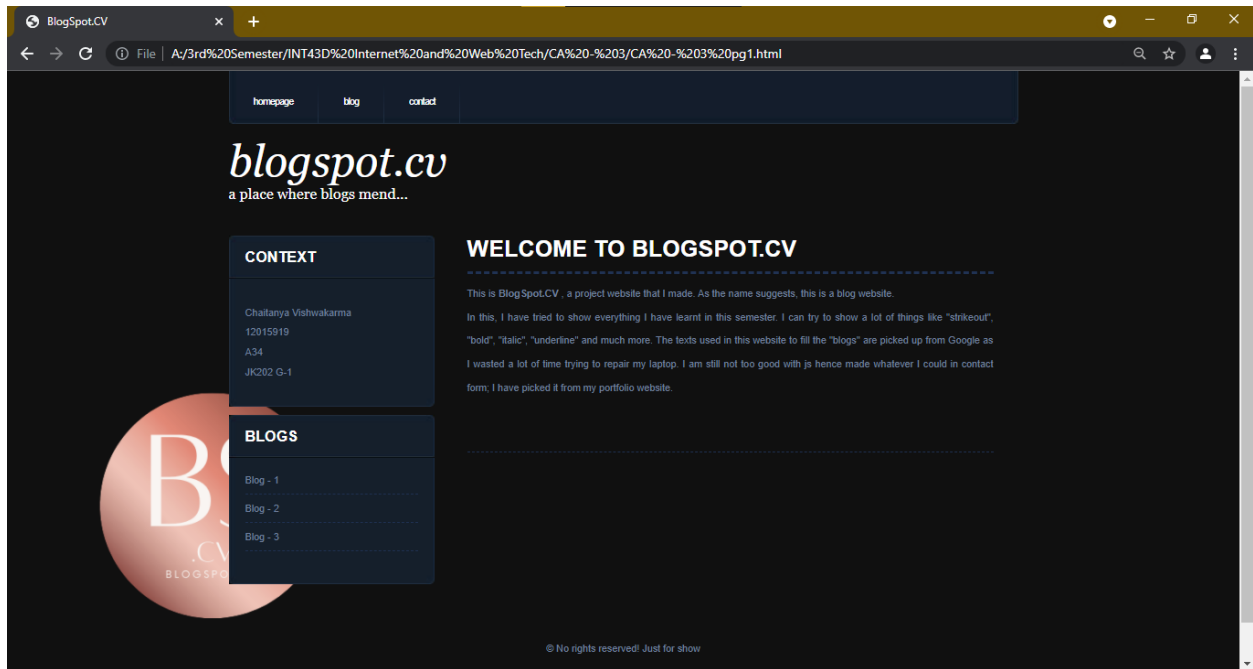 BlogSpot.CV
File | A:/3rd%20Semester/INT43D%20Internet%20and%20Web%20Tech/CA%20-%203/CA%20-%203%20pg1.html
homepage blog contact
blogspot.cv
a place where blogs mend...
CONTEXT
Chaitanya Vishwakarma
12015919
A34
JK202 G-1
BLOGS
Blog - 1
Blog - 2
Blog - 3
WELCOME TO BLOGSPOT.CV
This is BlogSpot.CV , a project website that I made. As the name suggests, this is a blog website.
In this, I have tried to show everything I have learnt in this semester. I can try to show a lot of things like "strikeout",
"bold", "italic", "underline" and much more. The texts used in this website to fill the "blogs" are picked up from Google as
I wasted a lot of time trying to repair my laptop. I am still not too good with js hence made whatever I could in contact
form; I have picked it from my portfolio website.
.CV
© No rights reserved! Just for show